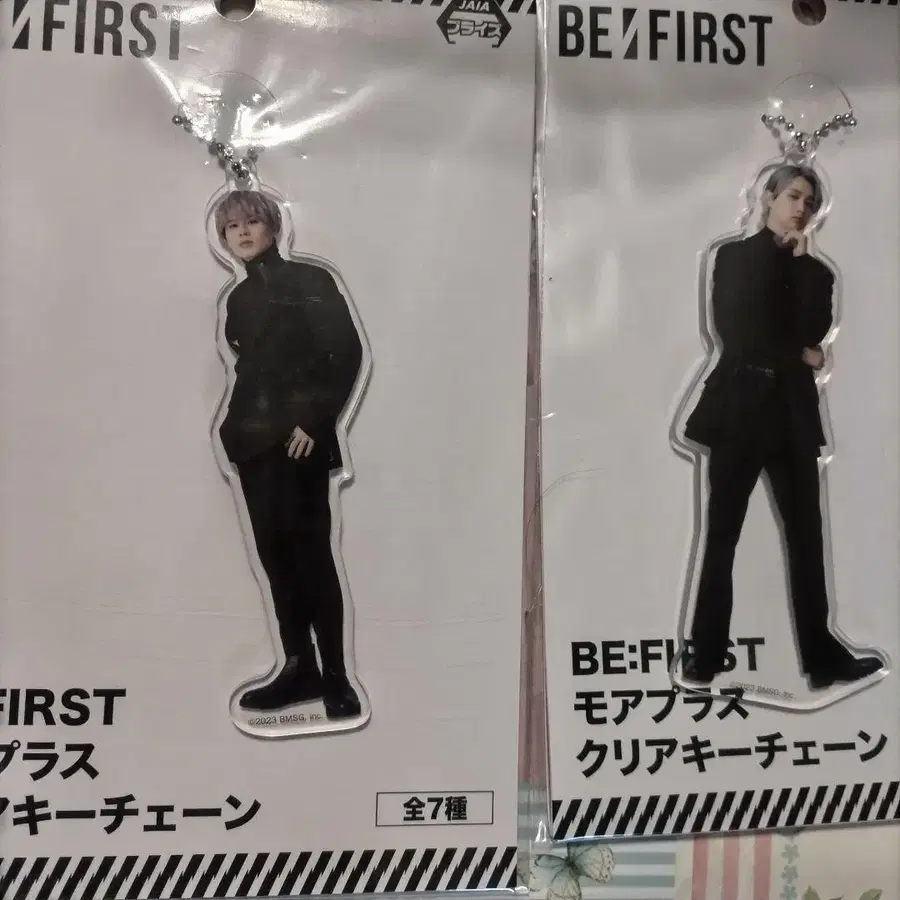 FIRST
JAIA
プライズ
©2023 BMSG, Inc.
FIRST
プラス
アキーチェーン
全7種
BE:FIRST
©2023 BMSG, Inc.
BE:FIRST
モアプラス
クリアキーチェーン